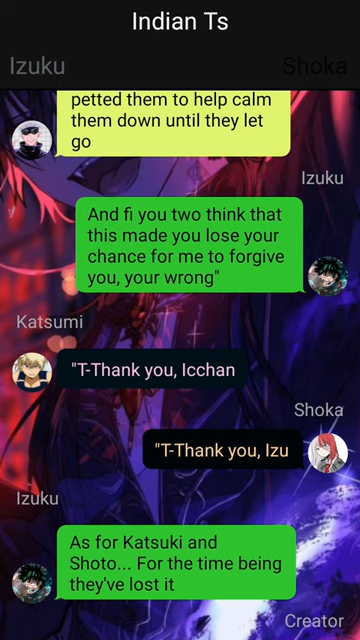 Indian Ts
Izuku
Shoka
petted them to help calm
them down until they let
go
Izuku
And fi you two think that
this made you lose your
chance for me to forgive
you, your wrong"
Katsumi
"T-Thank you, Icchan
Shoka
"T-Thank you, Izu
Izuku
As for Katsuki and
Shoto... For the time being
they've lost it
Creator